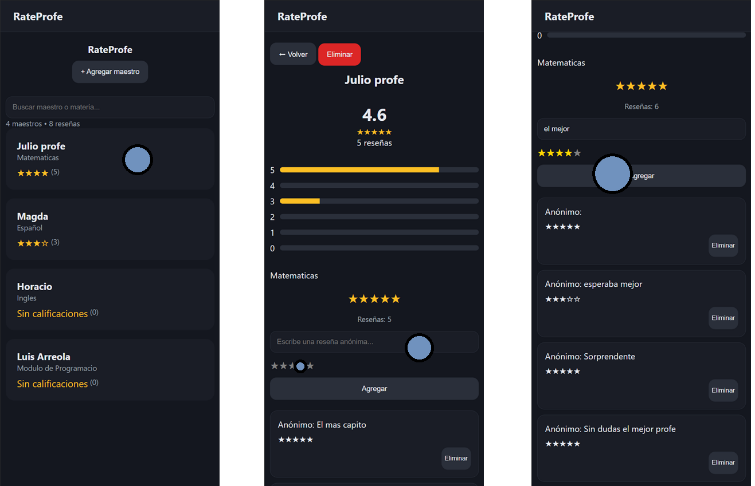 RateProfe
RateProfe
+ Agregar maestro
Buscar maestro o materia...
4 maestros • 8 reseñas
Julio profe
Matematicas
★★★★ (5)
Magda
Español
★★★☆ (3)
Horacio
Ingles
Sin calificaciones (0)
Luis Arreola
Modulo de Programacio
Sin calificaciones (0)
RateProfe
← Volver
Eliminar
Julio profe
4.6
★★★★★
5 reseñas
5
4
3
2
1
0
Matematicas
★★★★★
Reseñas: 5
Escribe una reseña anónima...
Agregar
Anónimo: El mas capito
★★★★★
Eliminar
RateProfe
0
Matematicas
★★★★★
Reseñas: 6
el mejor
★★★★★
Anónimo:
★★★★★
Eliminar
Anónimo: esperaba mejor
★★★☆☆
Eliminar
Anónimo: Sorprendente
★★★★★
Eliminar
Anónimo: Sin dudas el mejor profe
★★★★★
Eliminar